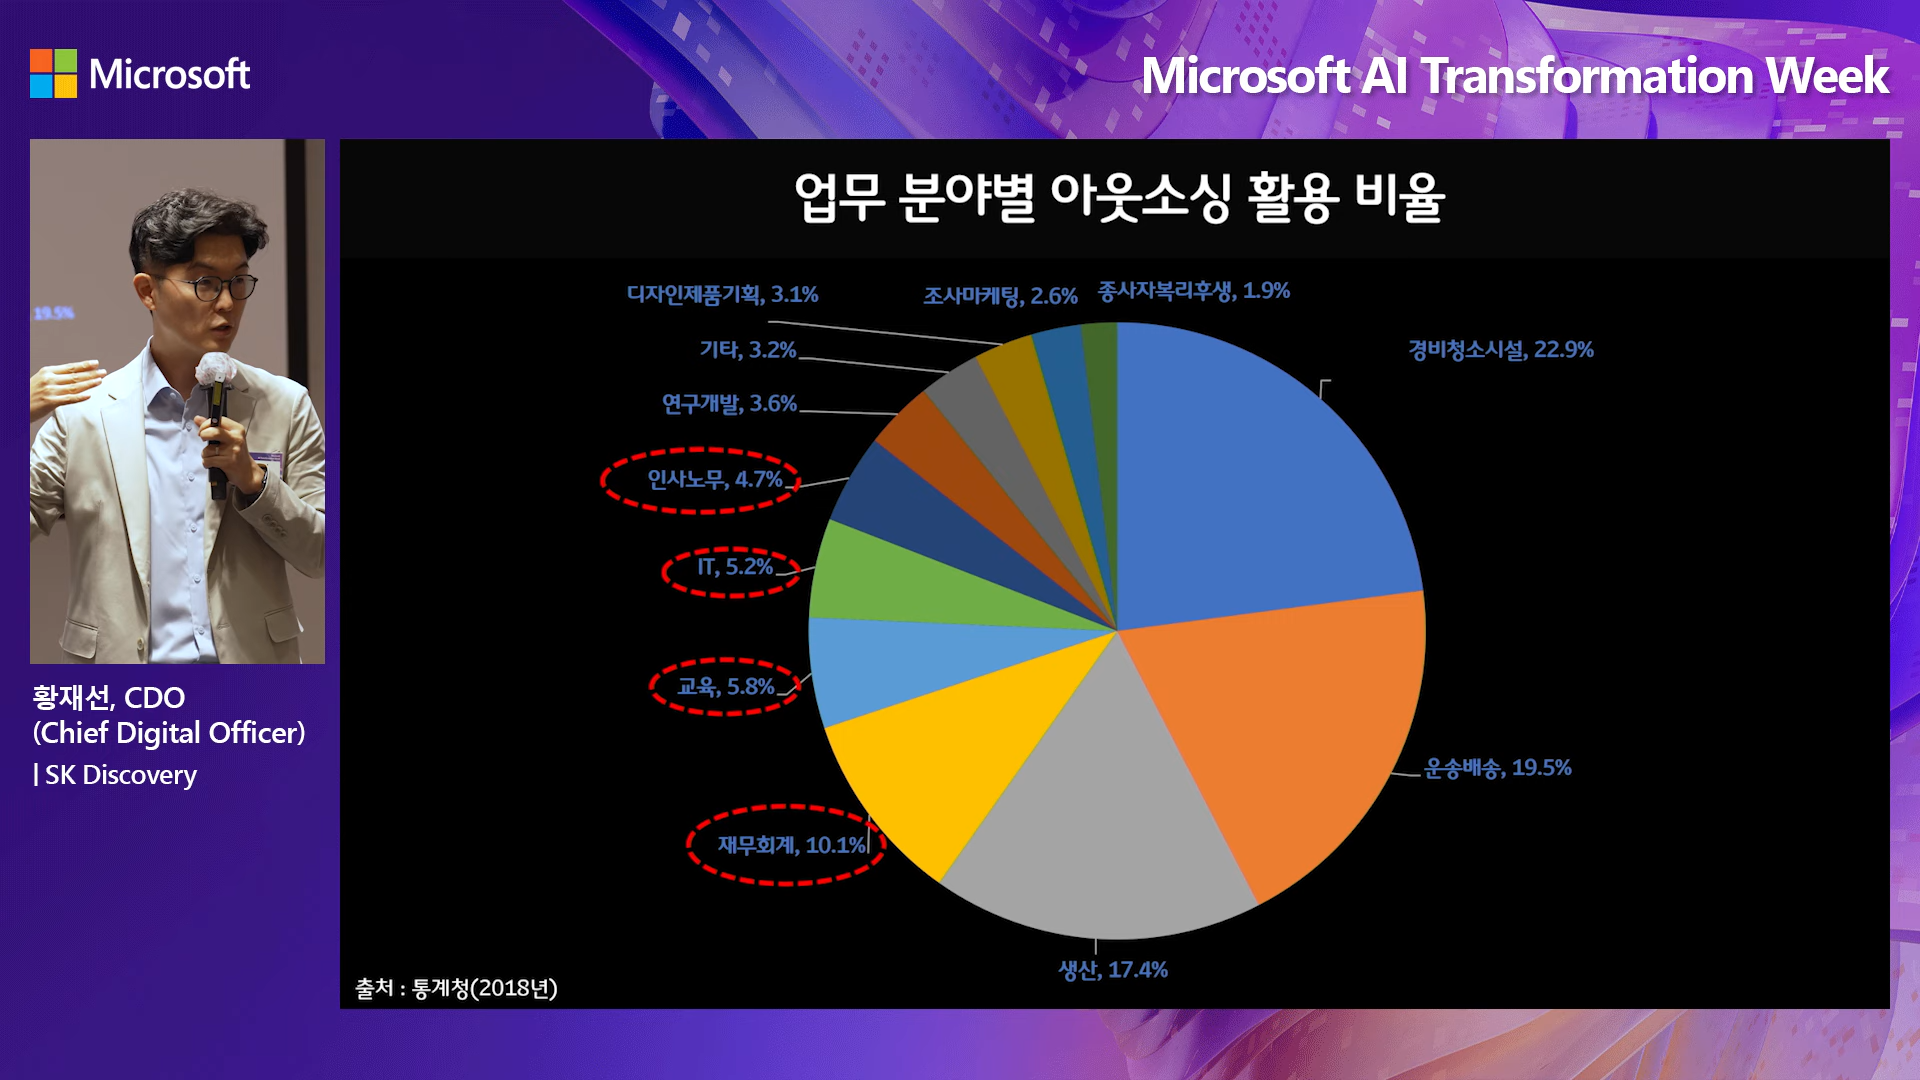 Microsoft
Microsoft AI Transformation Week
업무 분야별 아웃소싱 활용 비율
디자인제품기획, 3.1%
조사마케팅, 2.6%
종사자복리후생, 1.9%
기타, 3.2%
경비청소시설, 22.9%
연구개발, 3.6%
인사노무, 4.7%
IT, 5.2%
교육, 5.8%
운송배송, 19.5%
재무회계, 10.1%
생산, 17.4%
출처 : 통계청(2018년)
19.5%
황재선, CDO
(Chief Digital Officer)
| SK Discovery